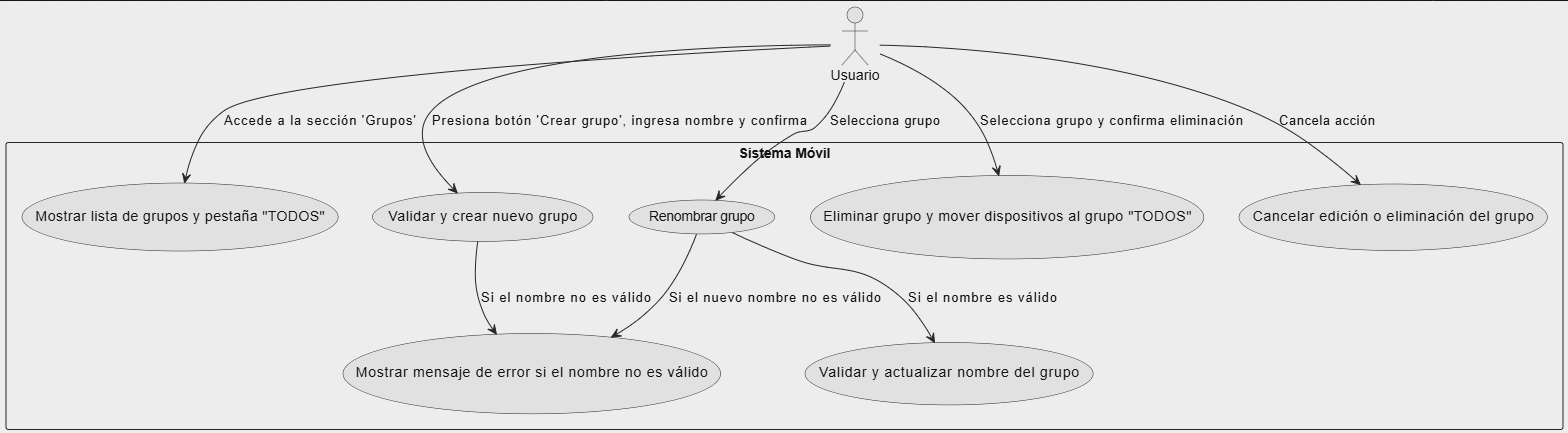 Usuario
Accede a la sección 'Grupos'
Presiona botón 'Crear grupo', ingresa nombre y confirma
Selecciona grupo
Selecciona grupo y confirma eliminación
Cancela acción
Sistema Móvil
Mostrar lista de grupos y pestaña "TODOS"
Validar y crear nuevo grupo
Renombrar grupo
Eliminar grupo y mover dispositivos al grupo "TODOS"
Cancelar edición o eliminación del grupo
Si el nombre no es válido
Si el nuevo nombre no es válido
Si el nombre es válido
Mostrar mensaje de error si el nombre no es válido
Validar y actualizar nombre del grupo